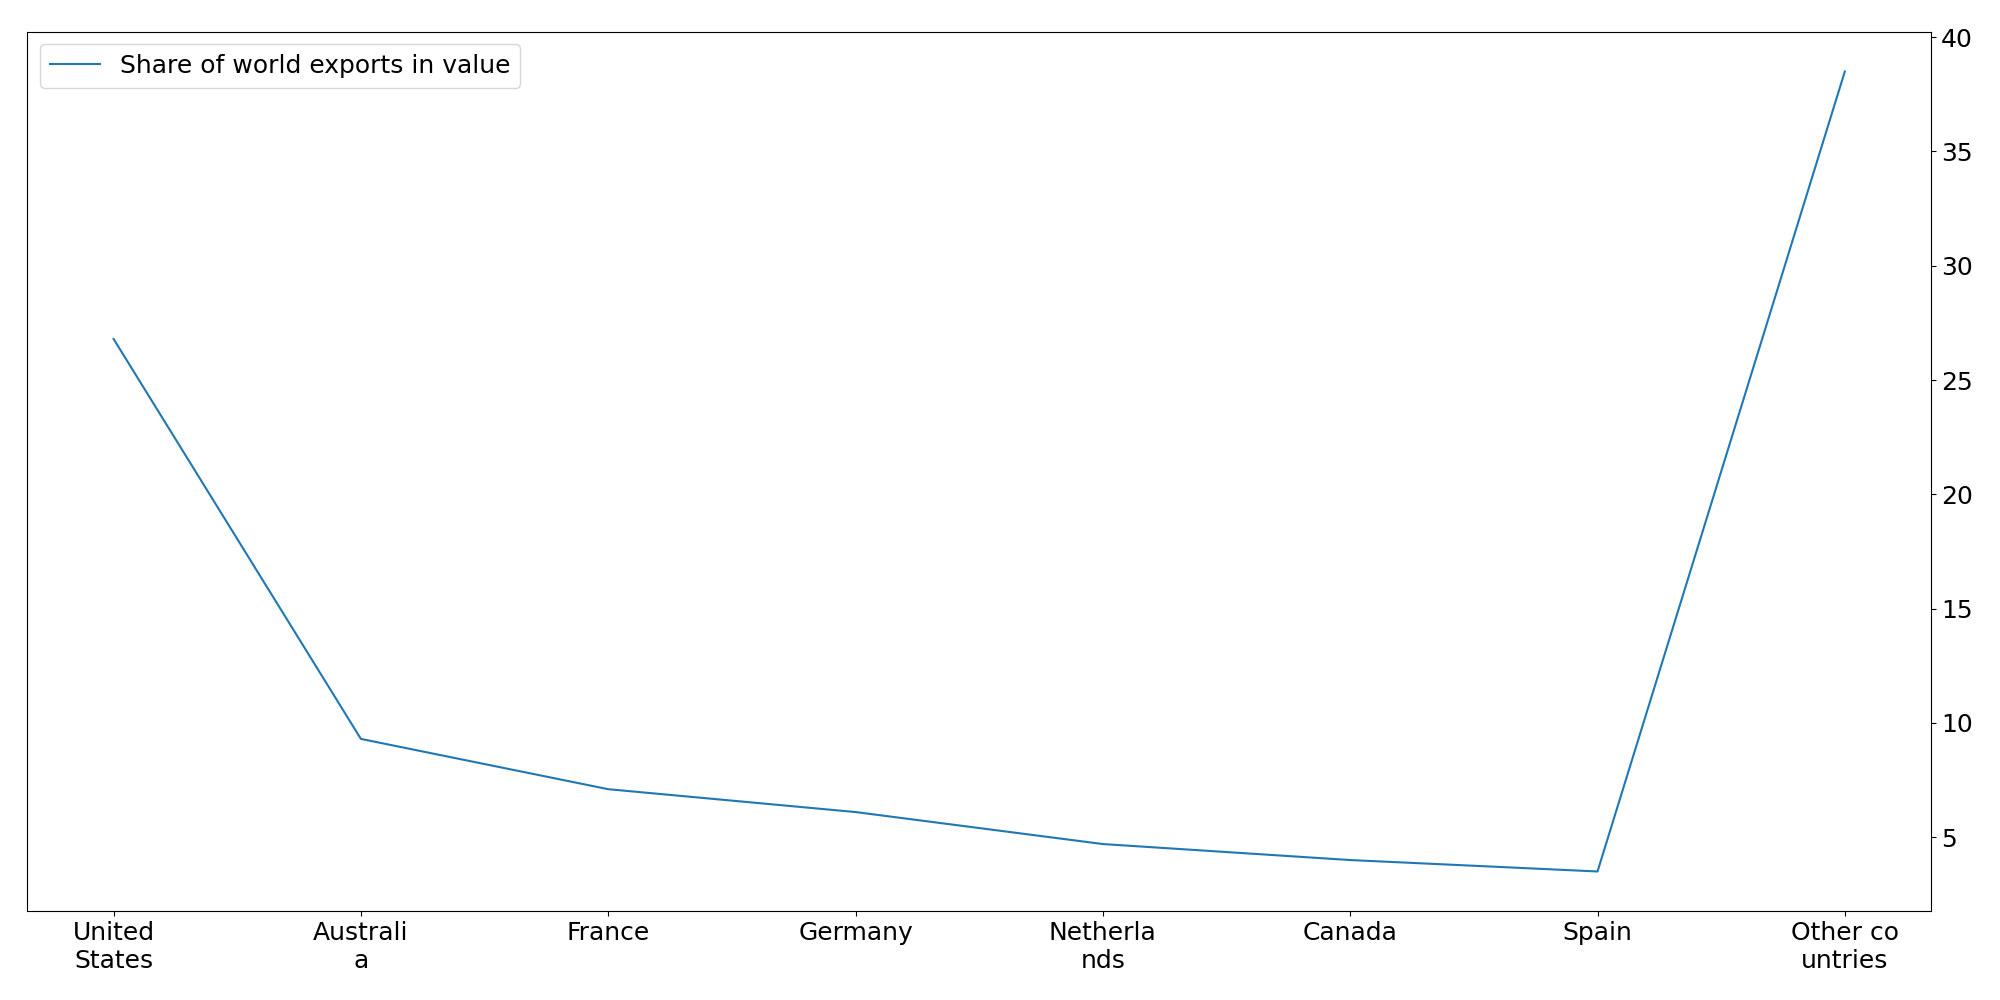 Share of world exports in value
40
35
30
25
20
15
10
5
United
States
Australi
a
France
Germany
Netherla
nds
Canada
Spain
Other co
untries